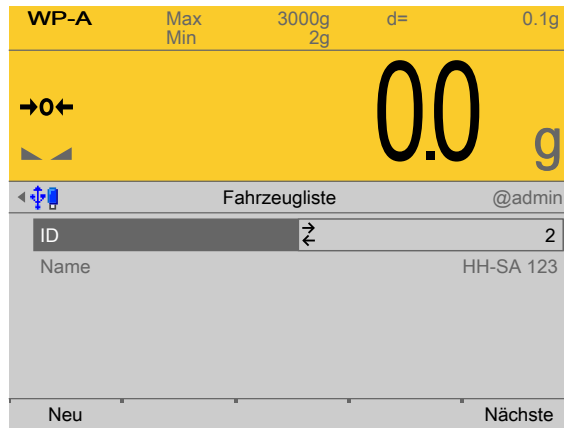 WP-A Max 3000g d= 0.1g
Min 2g
→0← 0.0 g
Fahrzeugliste @admin
ID 2
Name HH-SA 123
Neu Nächste